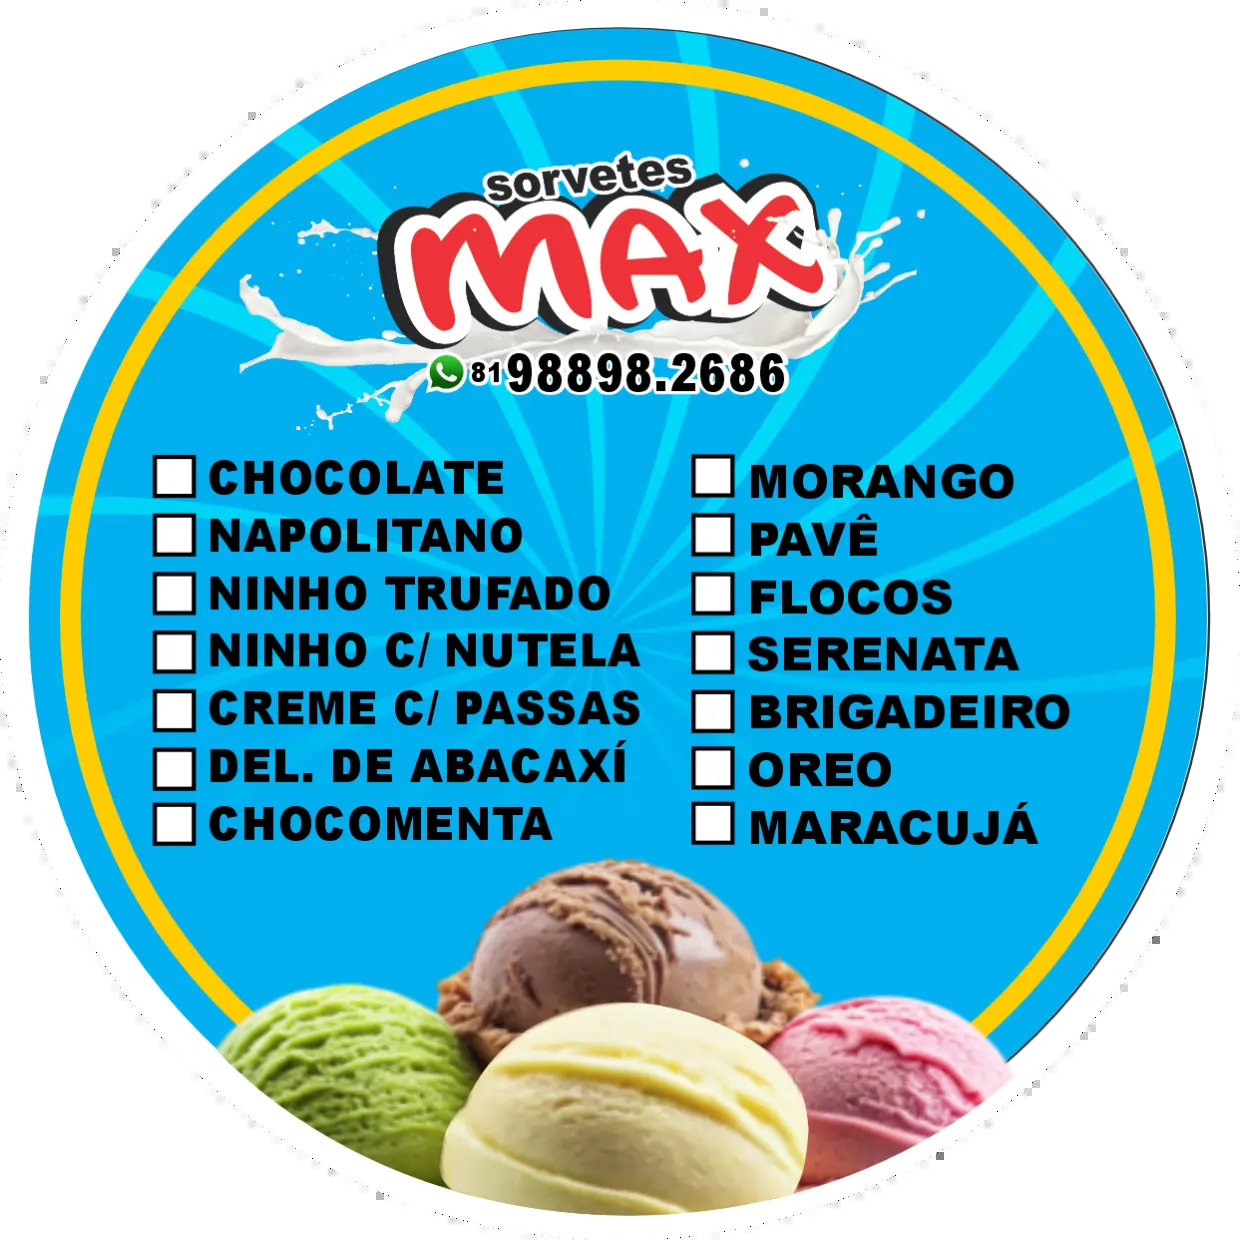 sorvetes
MAX
81 98898.2686
CHOCOLATE
NAPOLITANO
NINHO TRUFADO
NINHO C/ NUTELA
CREME C/ PASSAS
DEL. DE ABACAXÍ
CHOCOMENTA
MORANGO
PAVÊ
FLOCOS
SERENATA
BRIGADEIRO
OREO
MARACUJÁ